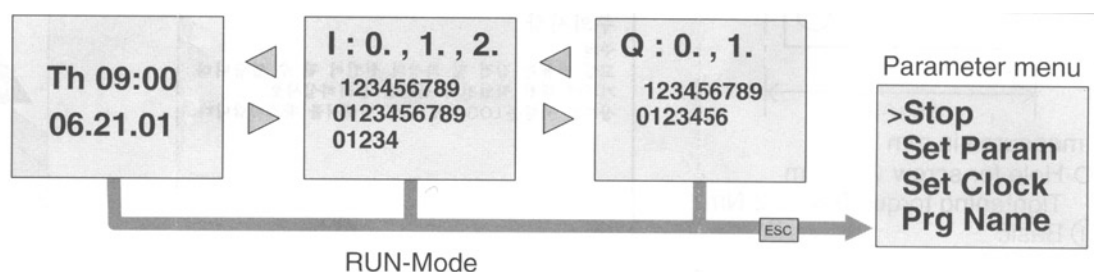 Th 09:00
06.21.01
I : 0. , 1. , 2.
123456789
0123456789
01234
Q : 0. , 1.
123456789
0123456
Parameter menu
>Stop
Set Param
Set Clock
Prg Name
ESC
RUN-Mode